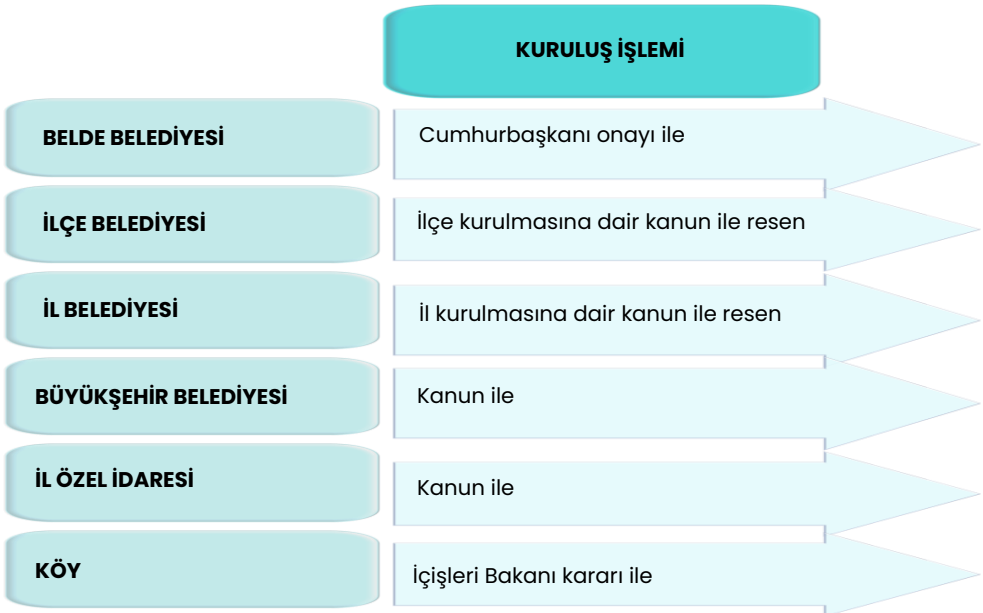 KURULUŞ İŞLEMİ
BELDE BELEDİYESİ
Cumhurbaşkanı onayı ile
İLÇE BELEDİYESİ
İlçe kurulmasına dair kanun ile resen
İL BELEDİYESİ
İl kurulmasına dair kanun ile resen
BÜYÜKŞEHİR BELEDİYESİ
Kanun ile
İL ÖZEL İDARESİ
Kanun ile
KÖY
İçişleri Bakanı kararı ile